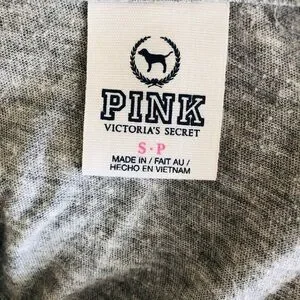 PINK
VICTORIA'S SECRET
S·P
MADE IN / FAIT AU /
HECHO EN VIETNAM